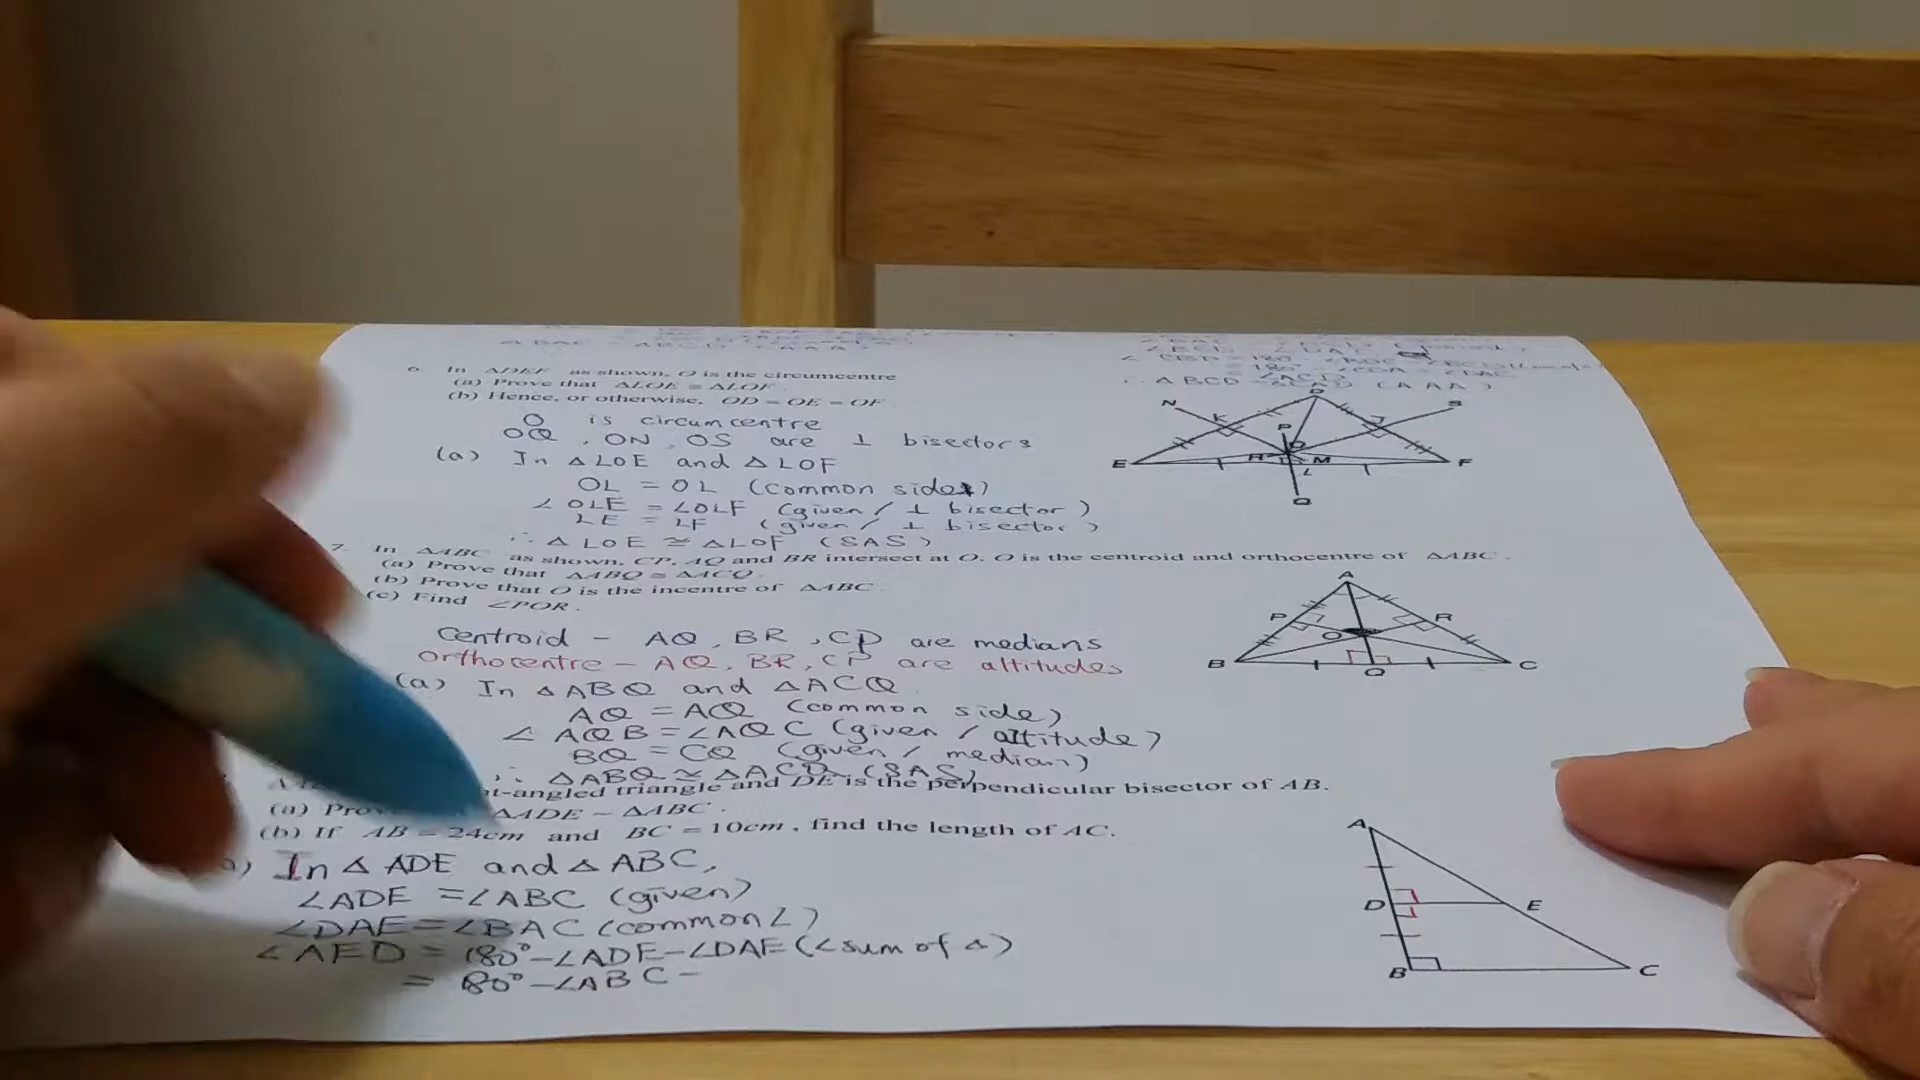 6. In △DEF as shown, O is the circumcentre
(a) Prove that △LOE ≅ △LOF.
(b) Hence, or otherwise, OD = OE = OF.
O is circumcentre
OQ, ON, OS are ⊥ bisectors
(a) In △LOE and △LOF
OL = OL (common side)
∠OLE = ∠OLF (given / ⊥ bisector)
LE = LF (given / ⊥ bisector)
∴ △LOE ≅ △LOF (SAS)
N
K
P
O
H
M
L
J
S
E
F
Q
7. In △ABC as shown, CP, AQ and BR intersect at O. O is the centroid and orthocentre of △ABC.
(a) Prove that △ABQ ≅ △ACQ.
(b) Prove that O is the incentre of △ABC.
(c) Find ∠POR.
Centroid - AQ, BR, CP are medians
Orthocentre - AQ, BR, CP are altitudes
(a) In △ABQ and △ACQ
AQ = AQ (common side)
∠AQB = ∠AQC (given / altitude)
BQ = CQ (given / median)
∴ △ABQ ≅ △ACQ (SAS)
A
P
R
O
B
Q
C
t-angled triangle and DE is the perpendicular bisector of AB.
(a) Prov △ADE ~ △ABC.
(b) If AB = 24cm and BC = 10cm, find the length of AC.
a) In △ADE and △ABC,
∠ADE = ∠ABC (given)
∠DAE = ∠BAC (common∠)
∠AED = 180° - ∠ADE - ∠DAE (∠sum of △)
= 80° - ∠ABC -
A
D
E
B
C